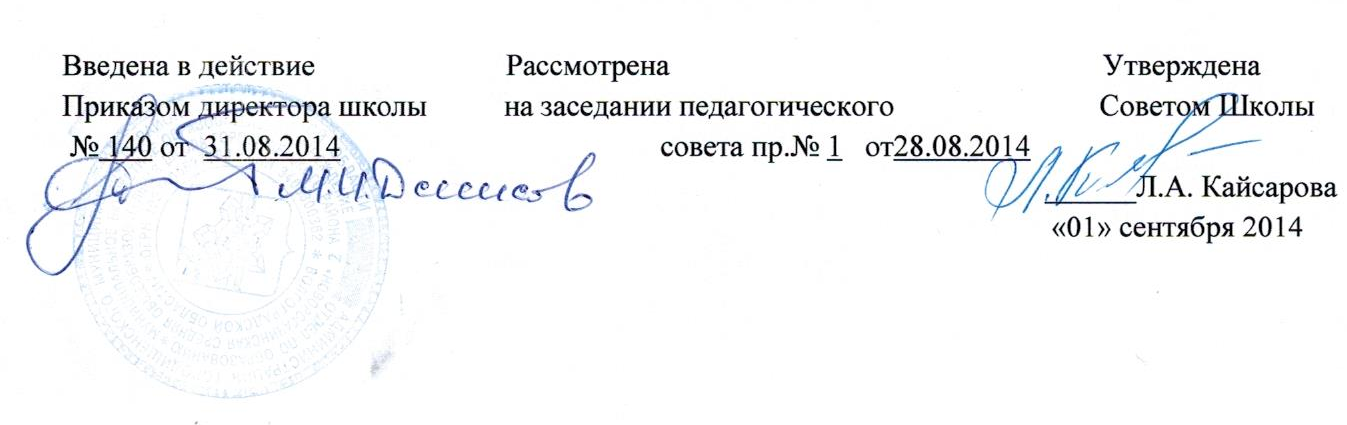 Введена в действие Рассмотрена Утверждена
Приказом директора школы на заседании педагогического Советом Школы
№ 140 от 31.08.2014 совета пр.№ 1 от28.08.2014
М.И.Денисов
Л.А. Кайсарова
«01» сентября 2014